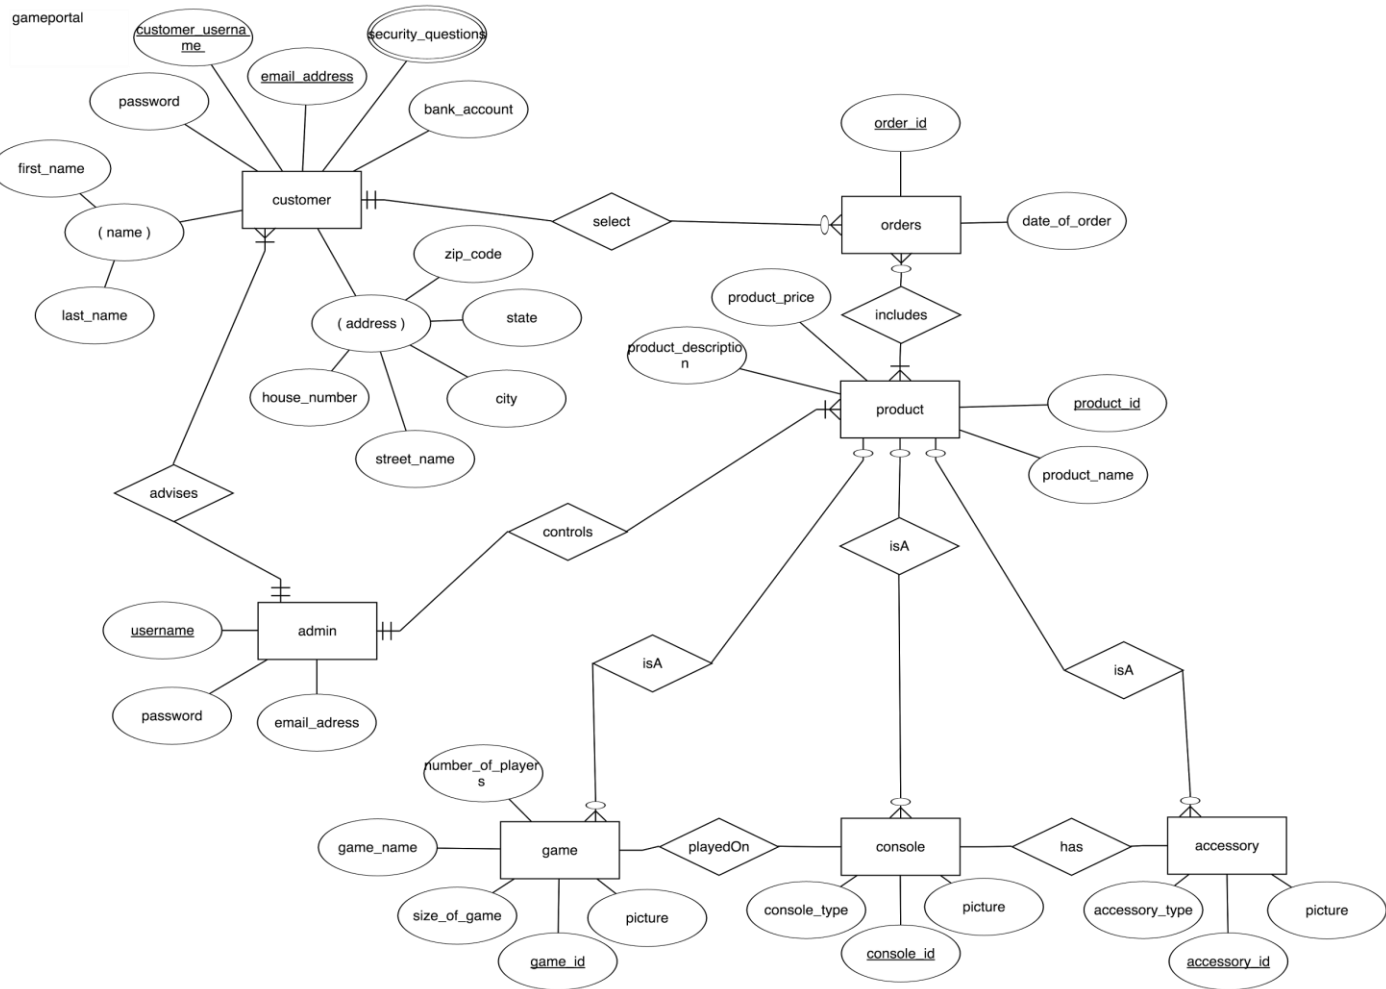 gameportal
customer_userna
me
security_questions
email_address
password
bank_account
order_id
first_name
customer
select
orders
date_of_order
( name )
zip_code
product_price
last_name
( address )
state
includes
product_descriptio
n
house_number
city
product
product_id
street_name
product_name
advises
controls
isA
username
admin
isA
isA
password
email_adress
number_of_player
s
game_name
game
playedOn
console
has
accessory
size_of_game
picture
console_type
picture
accessory_type
picture
game_id
console_id
accessory_id